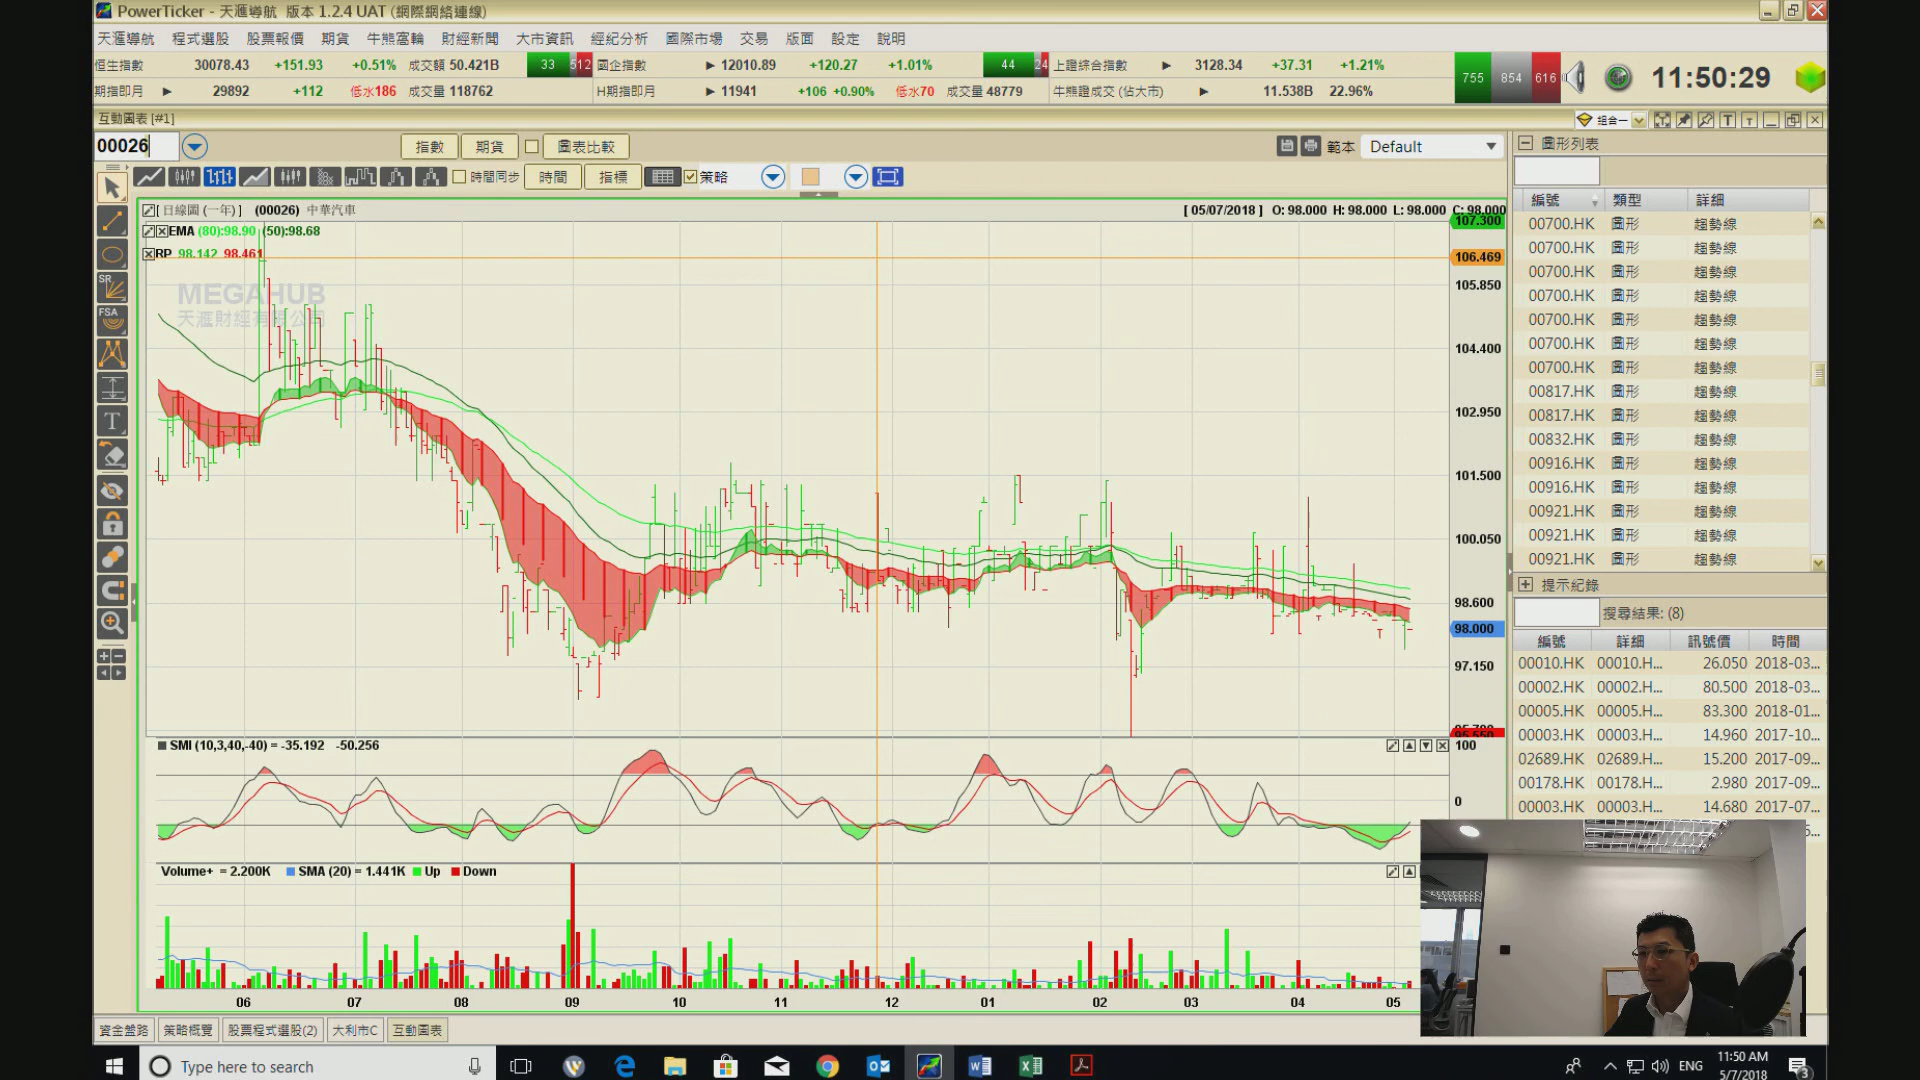 PowerTicker - 天滙導航 版本 1.2.4 UAT (網際網絡連線)
天滙導航 程式選股 股票報價 期貨 牛熊窩輪 財經新聞 大市資訊 經紀分析 國際市場 交易 版面 設定 說明
恒生指數 30078.43 +151.93 +0.51% 成交額 50.421B 33 512 國企指數 12010.89 +120.27 +1.01% 44 24 上證綜合指數 3128.34 +37.31 +1.21% 755 854 616 11:50:29
期指即月 29892 +112 低水186 成交量 118762 H期指即月 11941 +106 +0.90% 低水70 成交量 48779 牛熊證成交 (佔大市) 11.538B 22.96%
互動圖表 [#1] 組合一
00026 指數 期貨 圖表比較 範本 Default
時間同步 時間 指標 策略
[ 日線圖 (一年) ] (00026) 中華汽車 [ 05/07/2018 ] O: 98.000 H: 98.000 L: 98.000 C: 98.000
EMA (80):98.90 (50):98.68
RP 98.142 98.461
MEGAHUB
天滙財經有限公司
SR
FSA
T
107.300
106.469
105.850
104.400
102.950
101.500
100.050
98.600
98.000
97.150
95.550
SMI (10,3,40,-40) = -35.192 -50.256
100
0
Volume+ = 2.200K SMA (20) = 1.441K Up Down
06 07 08 09 10 11 12 01 02 03 04 05
圖形列表
編號 類型 詳細
00700.HK 圖形 趨勢線
00700.HK 圖形 趨勢線
00700.HK 圖形 趨勢線
00700.HK 圖形 趨勢線
00700.HK 圖形 趨勢線
00700.HK 圖形 趨勢線
00700.HK 圖形 趨勢線
00817.HK 圖形 趨勢線
00817.HK 圖形 趨勢線
00832.HK 圖形 趨勢線
00916.HK 圖形 趨勢線
00916.HK 圖形 趨勢線
00921.HK 圖形 趨勢線
00921.HK 圖形 趨勢線
00921.HK 圖形 趨勢線
提示紀錄
搜尋結果: (8)
編號 詳細 訊號價 時間
00010.HK 00010.H... 26.050 2018-03...
00002.HK 00002.H... 80.500 2018-03...
00005.HK 00005.H... 83.300 2018-01...
00003.HK 00003.H... 14.960 2017-10...
02689.HK 02689.H... 15.200 2017-09...
00178.HK 00178.H... 2.980 2017-09...
00003.HK 00003.H... 14.680 2017-07...
資金盤路 策略概覽 股票程式選股(2) 大利市C 互動圖表
Type here to search
ENG
11:50 AM
5/7/2018
3